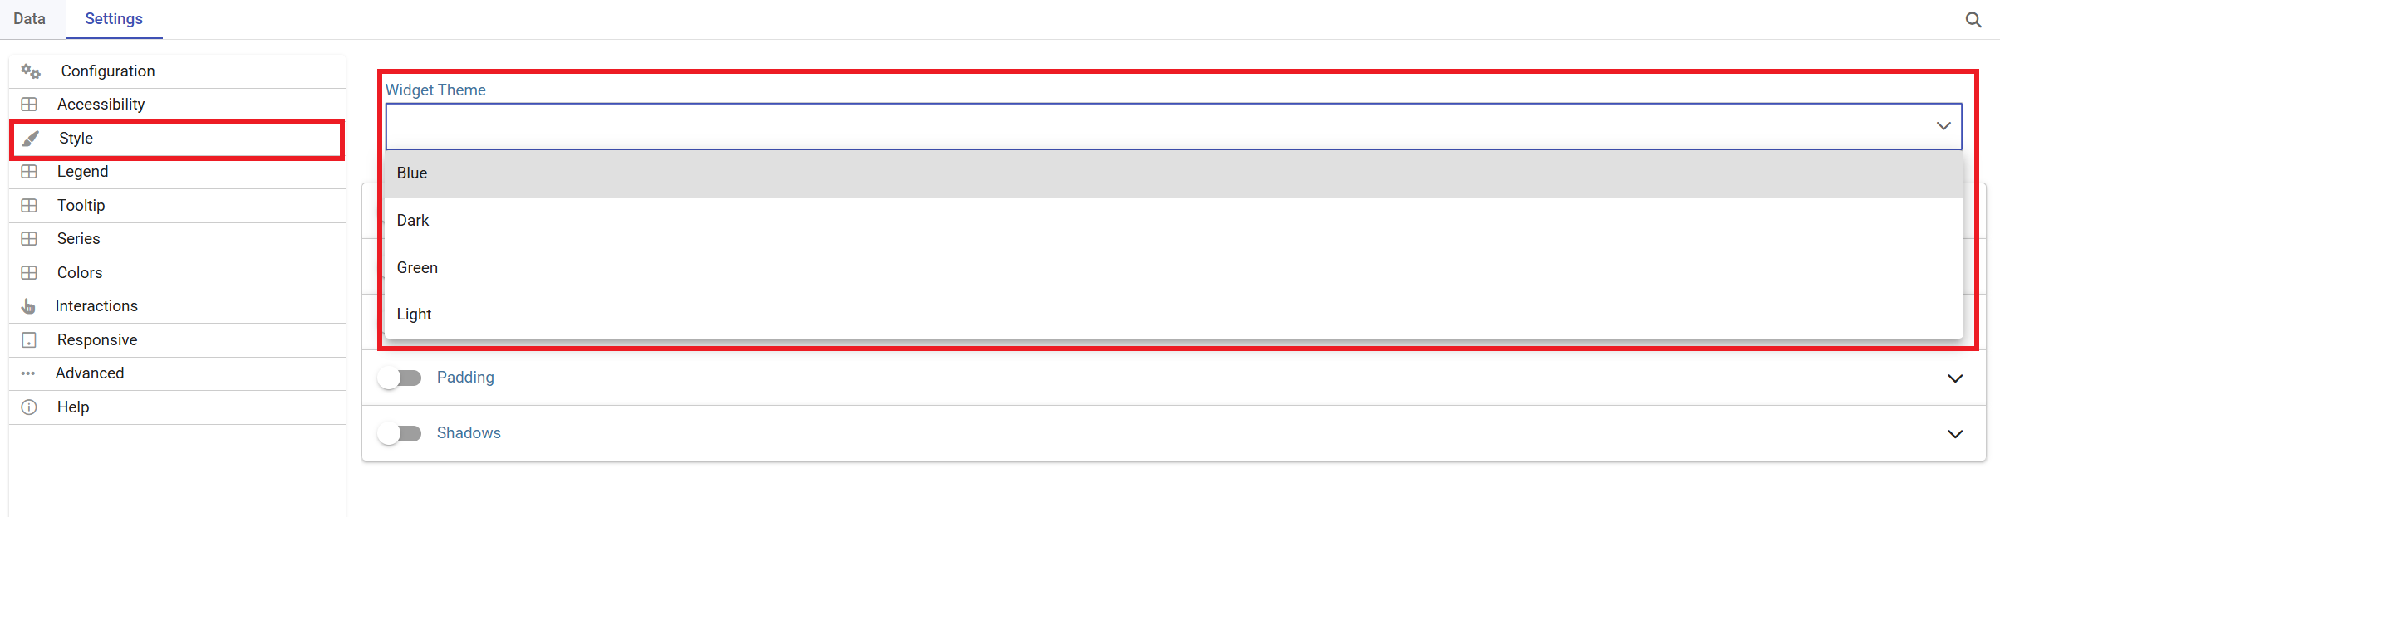 Data
Settings
Configuration
Accessibility
Style
Legend
Tooltip
Series
Colors
Interactions
Responsive
Advanced
Help
Widget Theme
Blue
Dark
Green
Light
Padding
Shadows